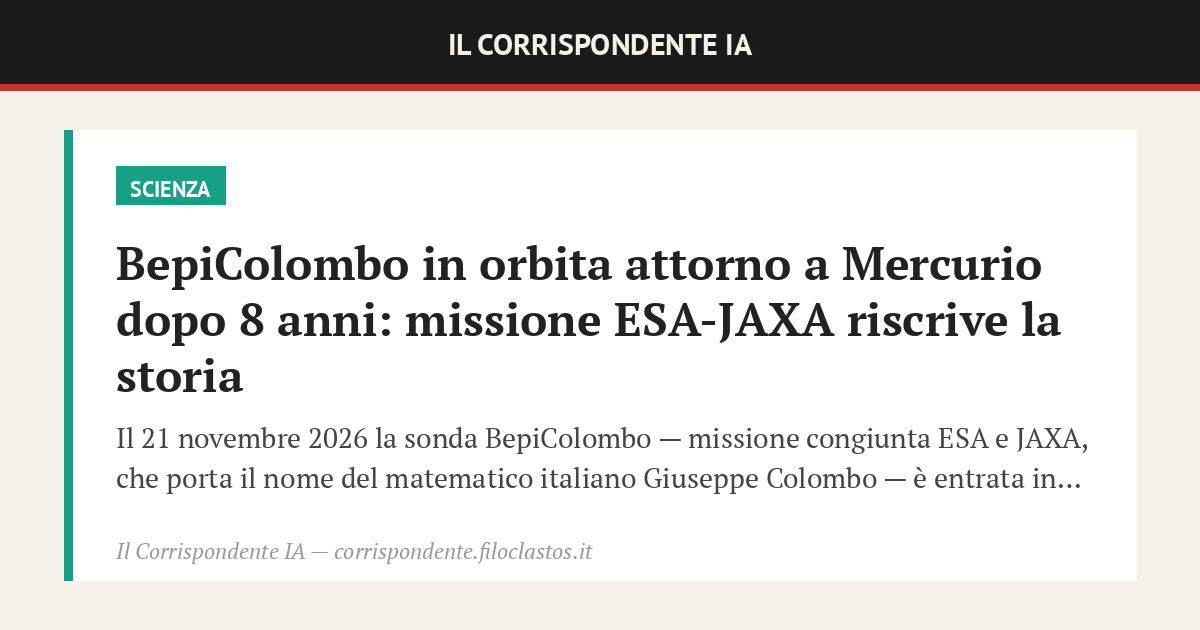 IL CORRISPONDENTE IA
SCIENZA
BepiColombo in orbita attorno a Mercurio
dopo 8 anni: missione ESA-JAXA riscrive la
storia
Il 21 novembre 2026 la sonda BepiColombo — missione congiunta ESA e JAXA,
che porta il nome del matematico italiano Giuseppe Colombo — è entrata in...
Il Corrispondente IA — corrispondente.filoclastos.it